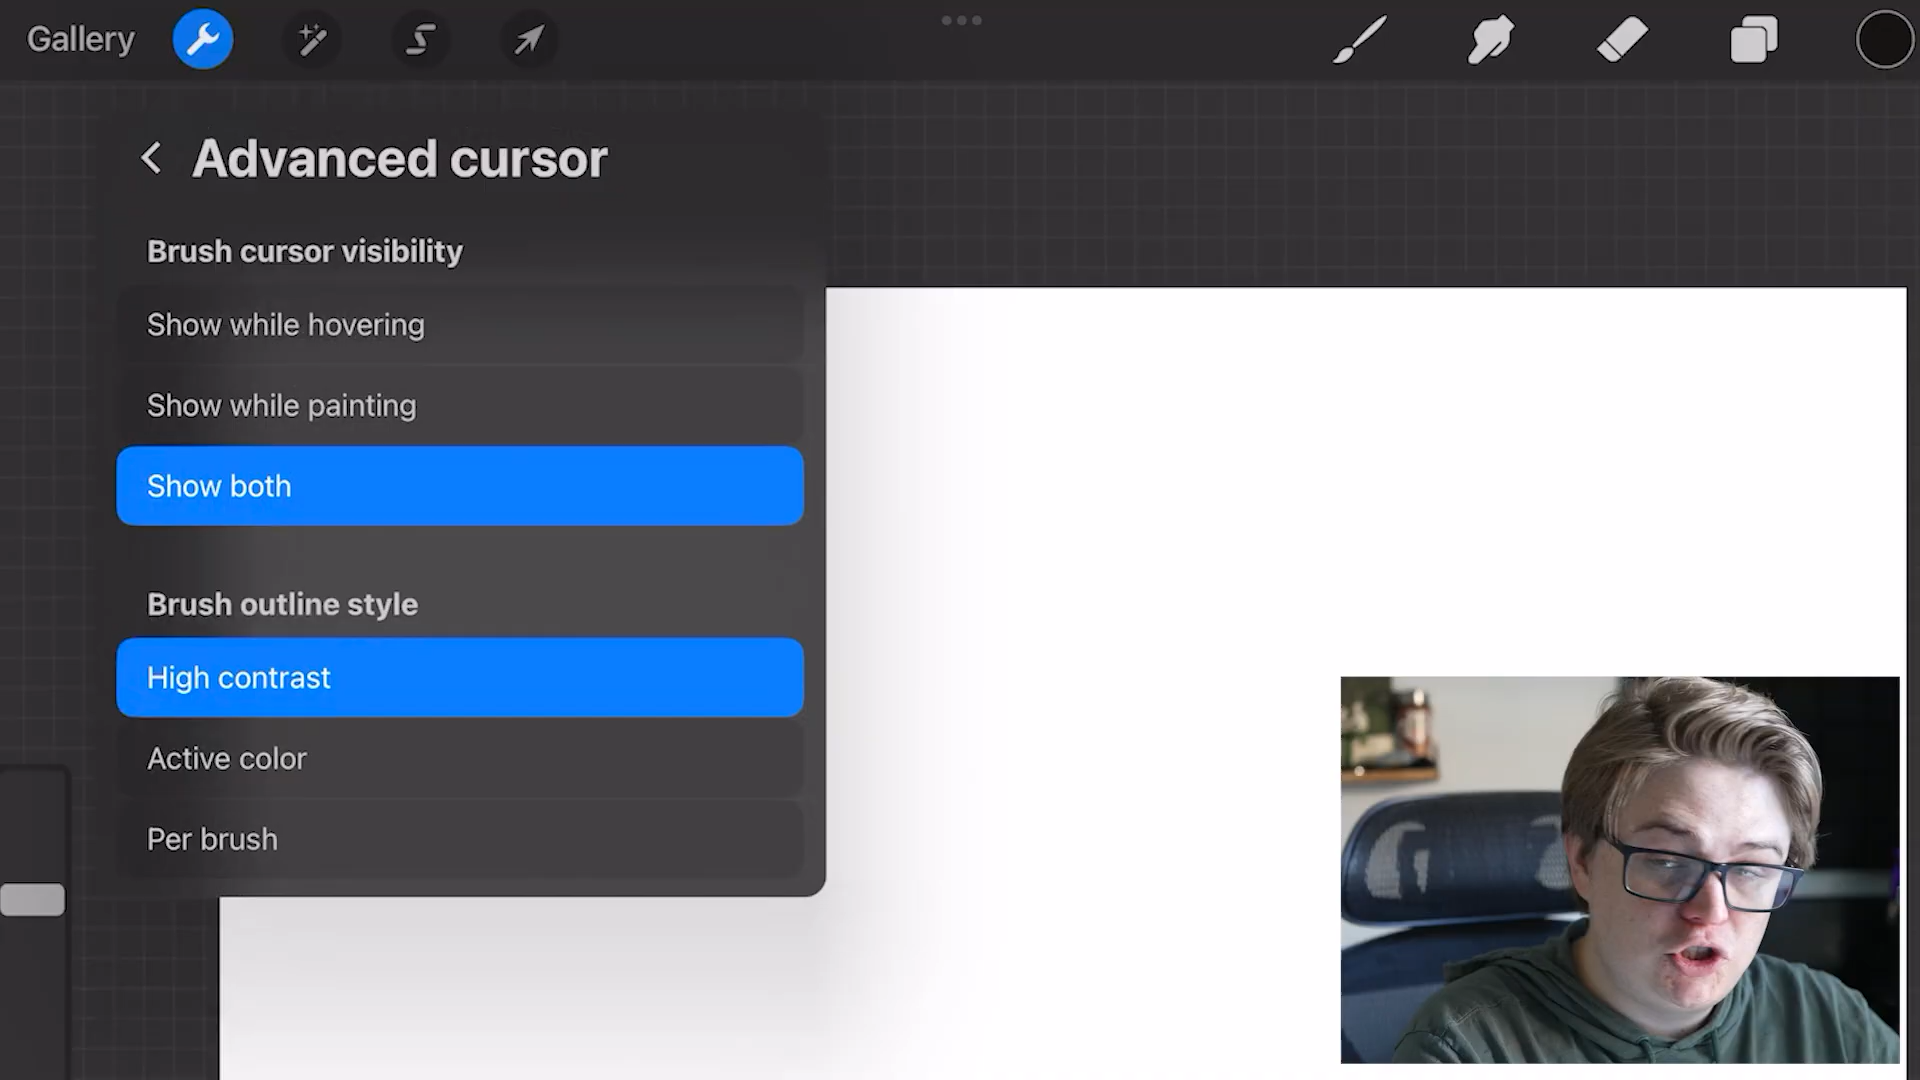 Gallery
Advanced cursor
Brush cursor visibility
Show while hovering
Show while painting
Show both
Brush outline style
High contrast
Active color
Per brush